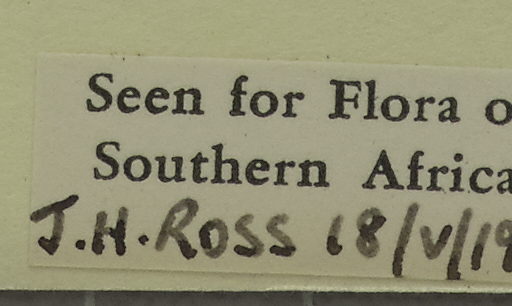 Seen for Flora o
Southern Africa
J.H. ROSS 18/V/19